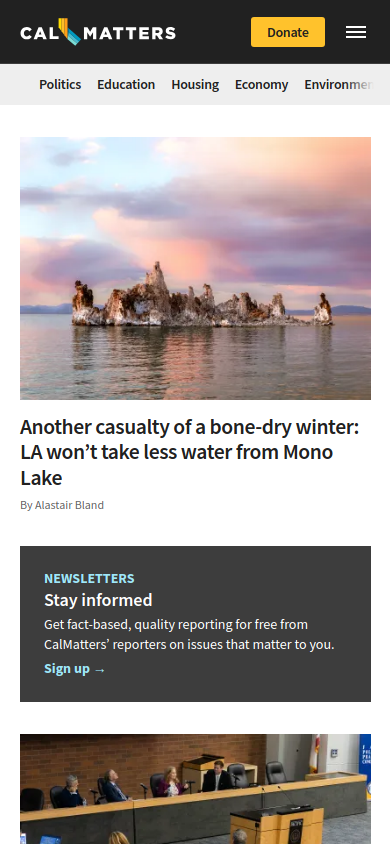 CAL MATTERS
Donate
Politics Education Housing Economy Environmen
Another casualty of a bone-dry winter:
LA won’t take less water from Mono
Lake
By Alastair Bland
NEWSLETTERS
Stay informed
Get fact-based, quality reporting for free from
CalMatters’ reporters on issues that matter to you.
Sign up →